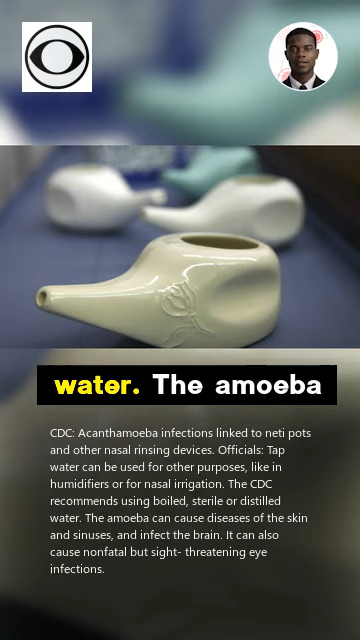 water. The amoeba
CDC: Acanthamoeba infections linked to neti pots
and other nasal rinsing devices. Officials: Tap
water can be used for other purposes, like in
humidifiers or for nasal irrigation. The CDC
recommends using boiled, sterile or distilled
water. The amoeba can cause diseases of the skin
and sinuses, and infect the brain. It can also
cause nonfatal but sight- threatening eye
infections.